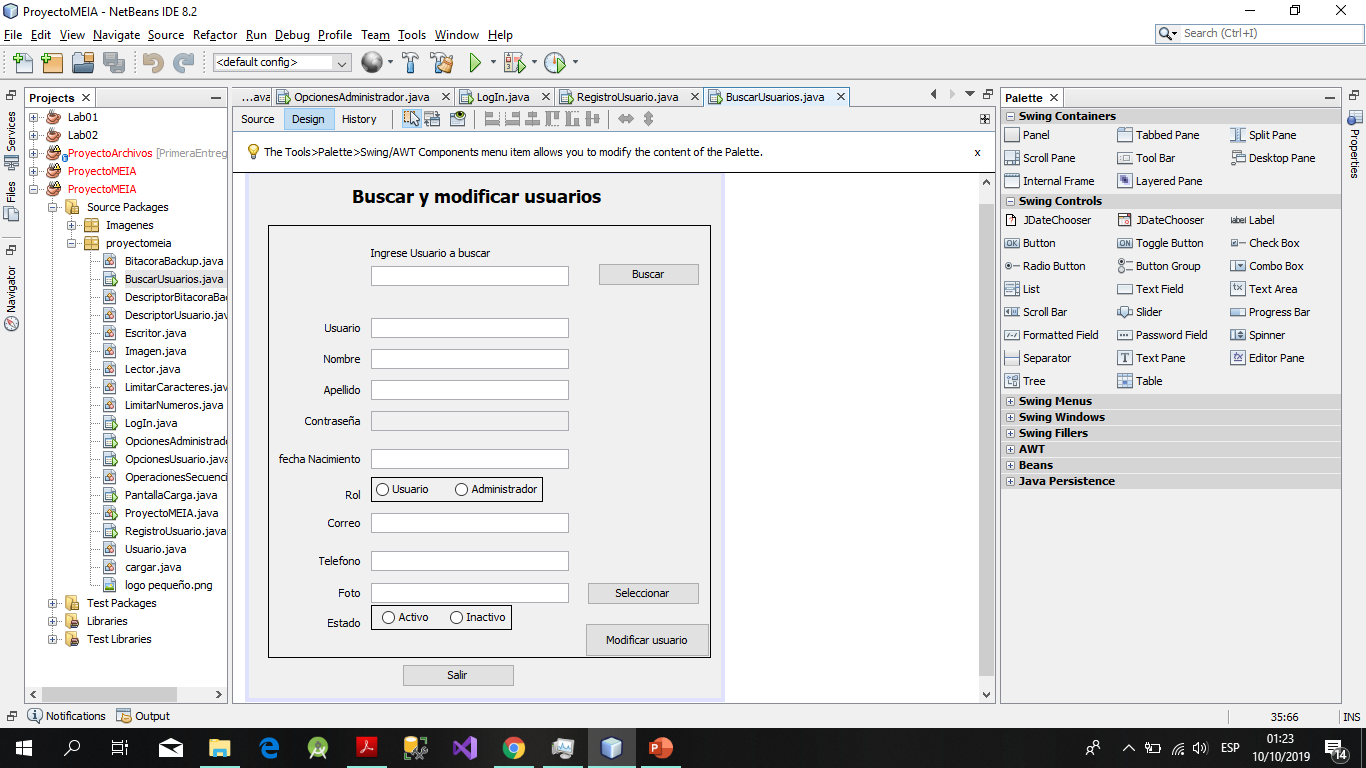 ProyectoMEIA - NetBeans IDE 8.2
File Edit View Navigate Source Refactor Run Debug Profile Team Tools Window Help
Search (Ctrl+I)
<default config>
Projects
Services
Files
Navigator
Lab01
Lab02
ProyectoArchivos [PrimeraEntreg
ProyectoMEIA
ProyectoMEIA
Source Packages
Imagenes
proyectomeia
BitacoraBackup.java
BuscarUsuarios.java
DescriptorBitacoraBac
DescriptorUsuario.jav
Escritor.java
Imagen.java
Lector.java
LimitarCaracteres.jav
LimitarNumeros.java
LogIn.java
OpcionesAdministrado
OpcionesUsuario.java
OperacionesSecuenci
PantallaCarga.java
ProyectoMEIA.java
RegistroUsuario.java
Usuario.java
cargar.java
logo pequeño.png
Test Packages
Libraries
Test Libraries
...ava OpcionesAdministrador.java LogIn.java RegistroUsuario.java BuscarUsuarios.java
Source Design History
The Tools>Palette>Swing/AWT Components menu item allows you to modify the content of the Palette. x
Buscar y modificar usuarios
Ingrese Usuario a buscar
Buscar
Usuario
Nombre
Apellido
Contraseña
fecha Nacimiento
Rol Usuario Administrador
Correo
Telefono
Foto Seleccionar
Estado Activo Inactivo
Modificar usuario
Salir
Palette
Swing Containers
Panel Tabbed Pane Split Pane
Scroll Pane Tool Bar Desktop Pane
Internal Frame Layered Pane
Swing Controls
JDateChooser JDateChooser label Label
OK Button ON Toggle Button Check Box
Radio Button Button Group Combo Box
List Text Field Text Area
Scroll Bar Slider Progress Bar
Formatted Field Password Field Spinner
Separator Text Pane Editor Pane
Tree Table
Swing Menus
Swing Windows
Swing Fillers
AWT
Beans
Java Persistence
Properties
Notifications Output
35:66 INS
ESP
01:23
10/10/2019
14